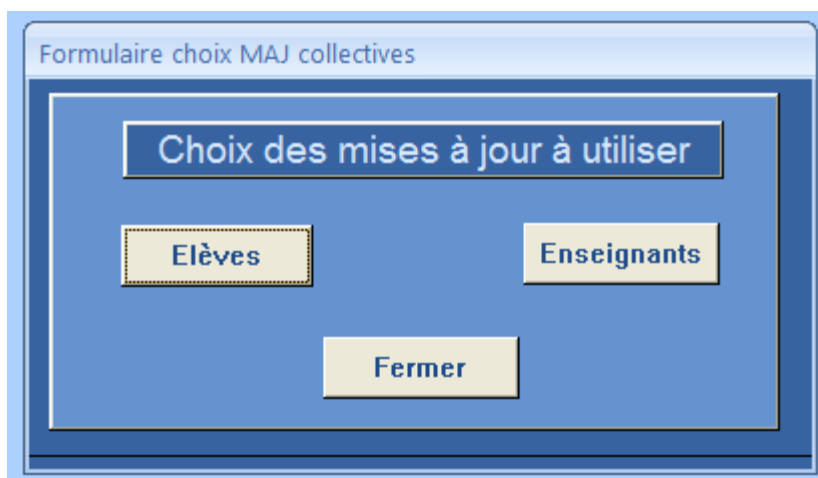 Formulaire choix MAJ collectives
Choix des mises à jour à utiliser
Elèves
Enseignants
Fermer